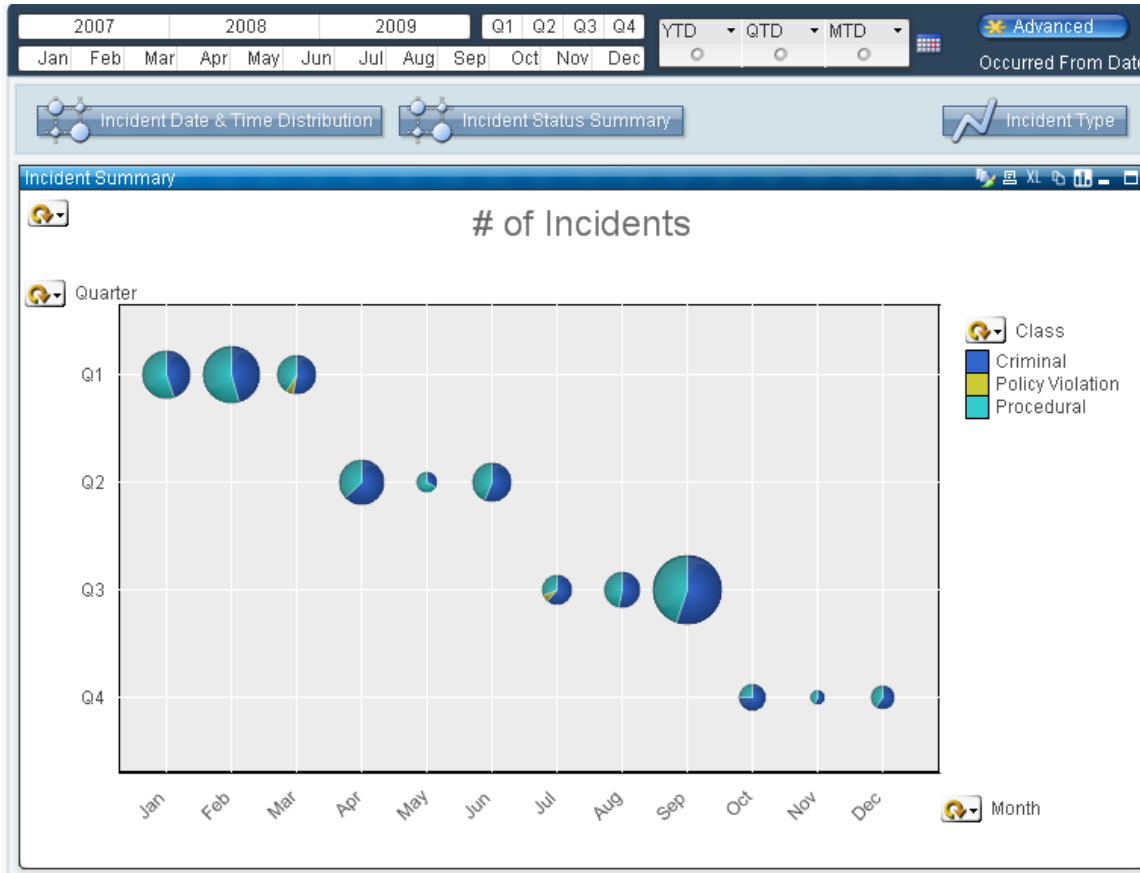 2007 2008 2009 Q1 Q2 Q3 Q4
YTD QTD MTD
Advanced
Jan Feb Mar Apr May Jun Jul Aug Sep Oct Nov Dec
Occurred From Date
Incident Date & Time Distribution Incident Status Summary Incident Type
Incident Summary XL
# of Incidents
Quarter
Class
Criminal
Policy Violation
Procedural
Q1
Q2
Q3
Q4
Jan Feb Mar Apr May Jun Jul Aug Sep Oct Nov Dec
Month